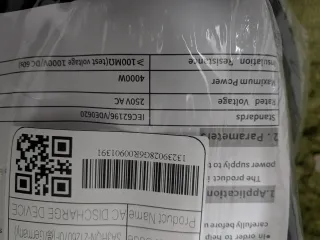 carefully before
1.Application
The product i
power supply to t
2. Parameters
Standards IEC62196/VDE0620
Rated Voltage 250V AC
Maximum Power 4000W
Insulation Resistance ≥100MΩ(test voltage 1000V/DC 60s)
Product Name AC DISCHARGE DEVICE